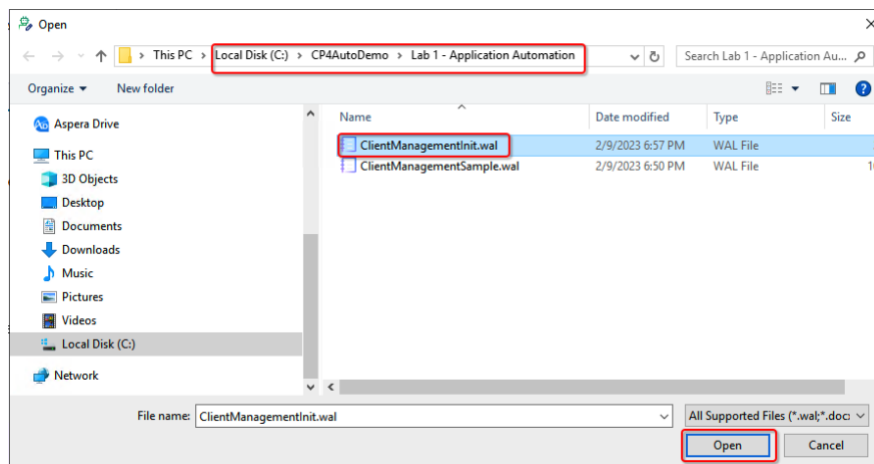 Open
This PC > Local Disk (C:) > CP4AutoDemo > Lab 1 - Application Automation
Search Lab 1 - Application Au...
Organize New folder
Name Date modified Type Size
Aspera Drive
This PC
3D Objects
Desktop
Documents
Downloads
Music
Pictures
Videos
Local Disk (C:)
Network
ClientManagementInit.wal 2/9/2023 6:57 PM WAL File
ClientManagementSample.wal 2/9/2023 6:50 PM WAL File
File name: ClientManagementInit.wal All Supported Files (*.wal;*.doc
Open Cancel